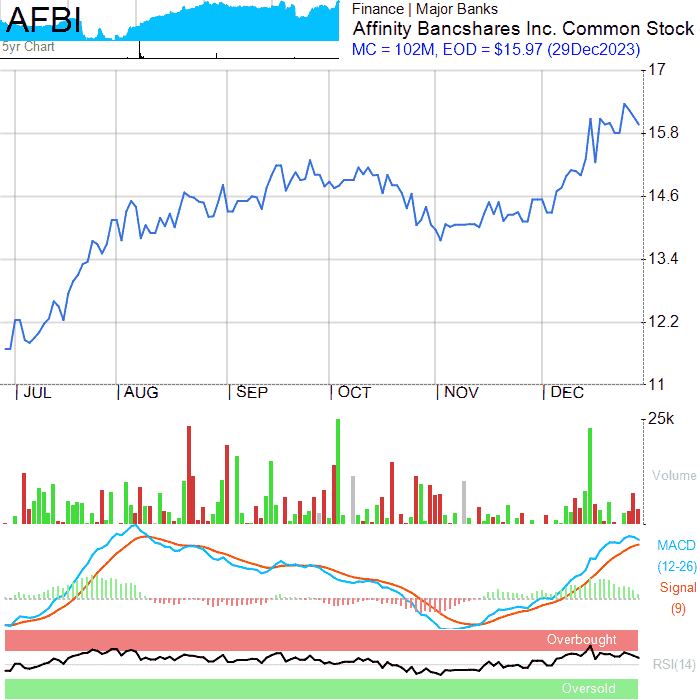 AFBI
5yr Chart
Finance | Major Banks
Affinity Bancshares Inc. Common Stock
MC = 102M, EOD = $15.97 (29Dec2023)
17
15.8
14.6
13.4
12.2
11
| JUL | AUG | SEP | OCT | NOV | DEC
25k
Volume
MACD
(12-26)
Signal
(9)
Overbought
RSI(14)
Oversold